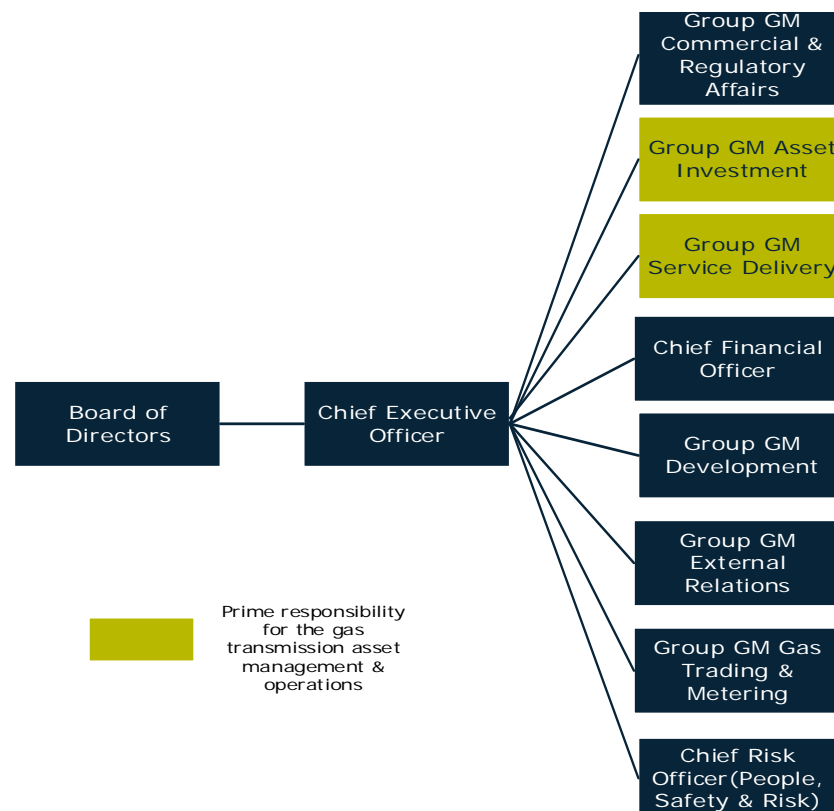 Group GM
Commercial &
Regulatory
Affairs
Group GM Asset
Investment
Group GM
Service Delivery
Chief Financial
Officer
Board of
Directors
Chief Executive
Officer
Group GM
Development
Group GM
External
Relations
Prime responsibility
for the gas
transmission asset
management &
operations
Group GM Gas
Trading &
Metering
Chief Risk
Officer(People,
Safety & Risk)